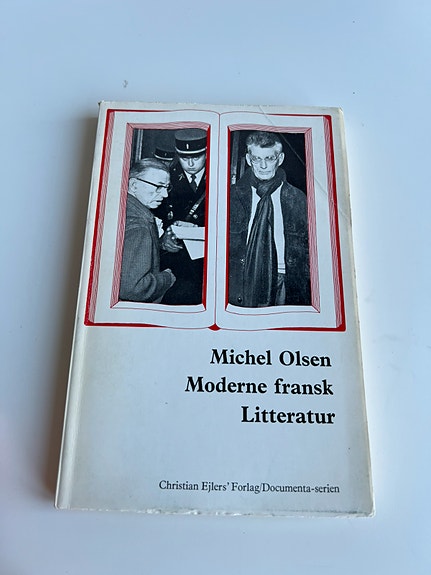 Michel Olsen
Moderne fransk
Litteratur
Christian Ejlers' Forlag/Documenta-serien